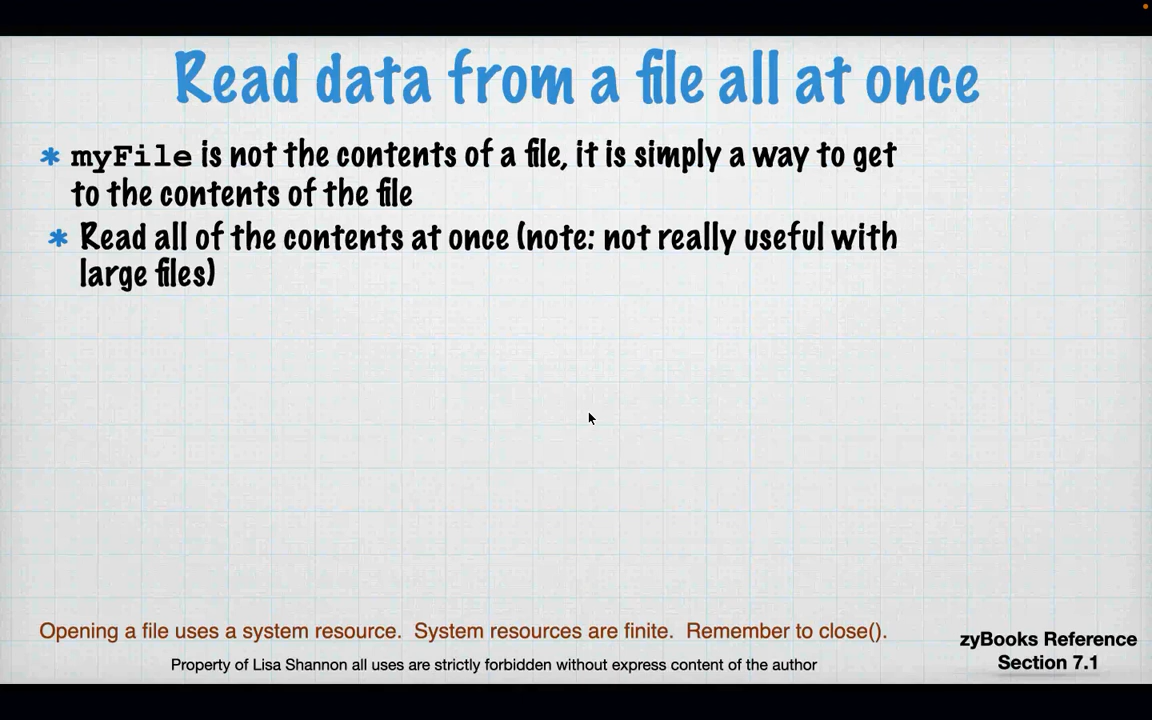 Read data from a file all at once
* myFile is not the contents of a file, it is simply a way to get
to the contents of the file
* Read all of the contents at once (note: not really useful with
large files)
Opening a file uses a system resource. System resources are finite. Remember to close().
Property of Lisa Shannon all uses are strictly forbidden without express content of the author
zyBooks Reference
Section 7.1